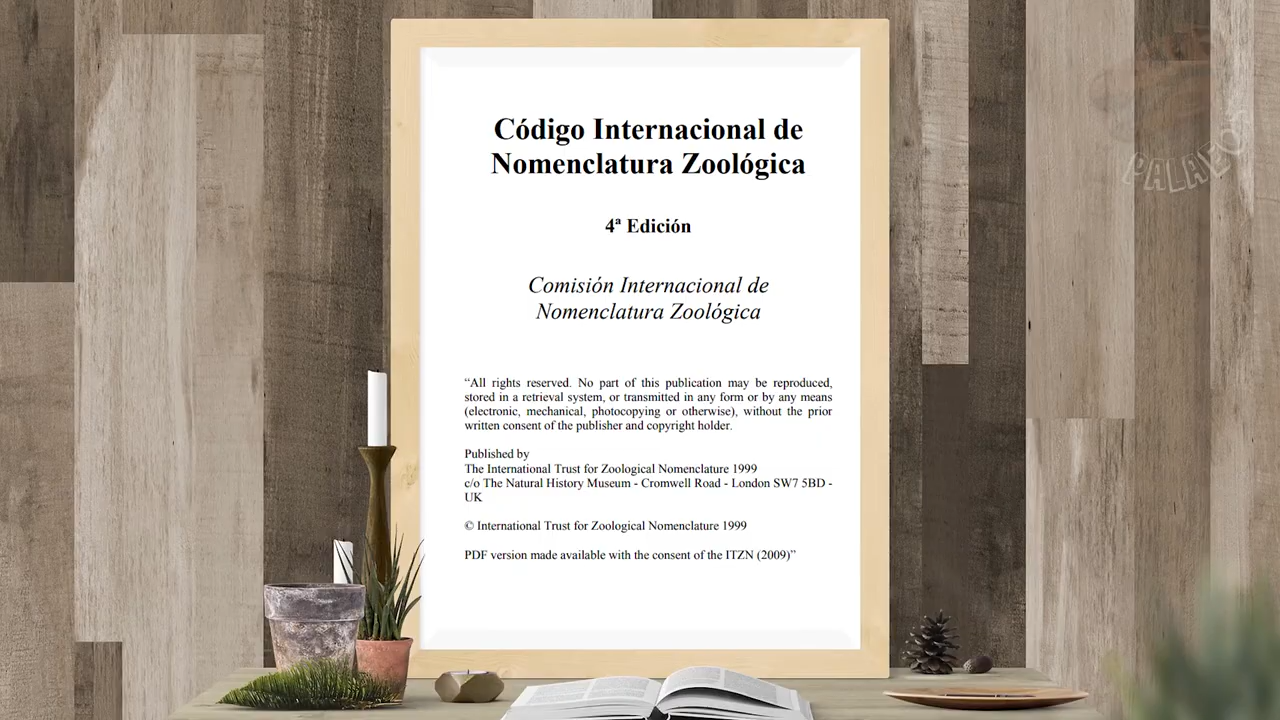 PALAEOS
Código Internacional de
Nomenclatura Zoológica
4ª Edición
Comisión Internacional de
Nomenclatura Zoológica
“All rights reserved. No part of this publication may be reproduced,
stored in a retrieval system, or transmitted in any form or by any means
(electronic, mechanical, photocopying or otherwise), without the prior
written consent of the publisher and copyright holder.
Published by
The International Trust for Zoological Nomenclature 1999
c/o The Natural History Museum - Cromwell Road - London SW7 5BD -
UK
© International Trust for Zoological Nomenclature 1999
PDF version made available with the consent of the ITZN (2009)”